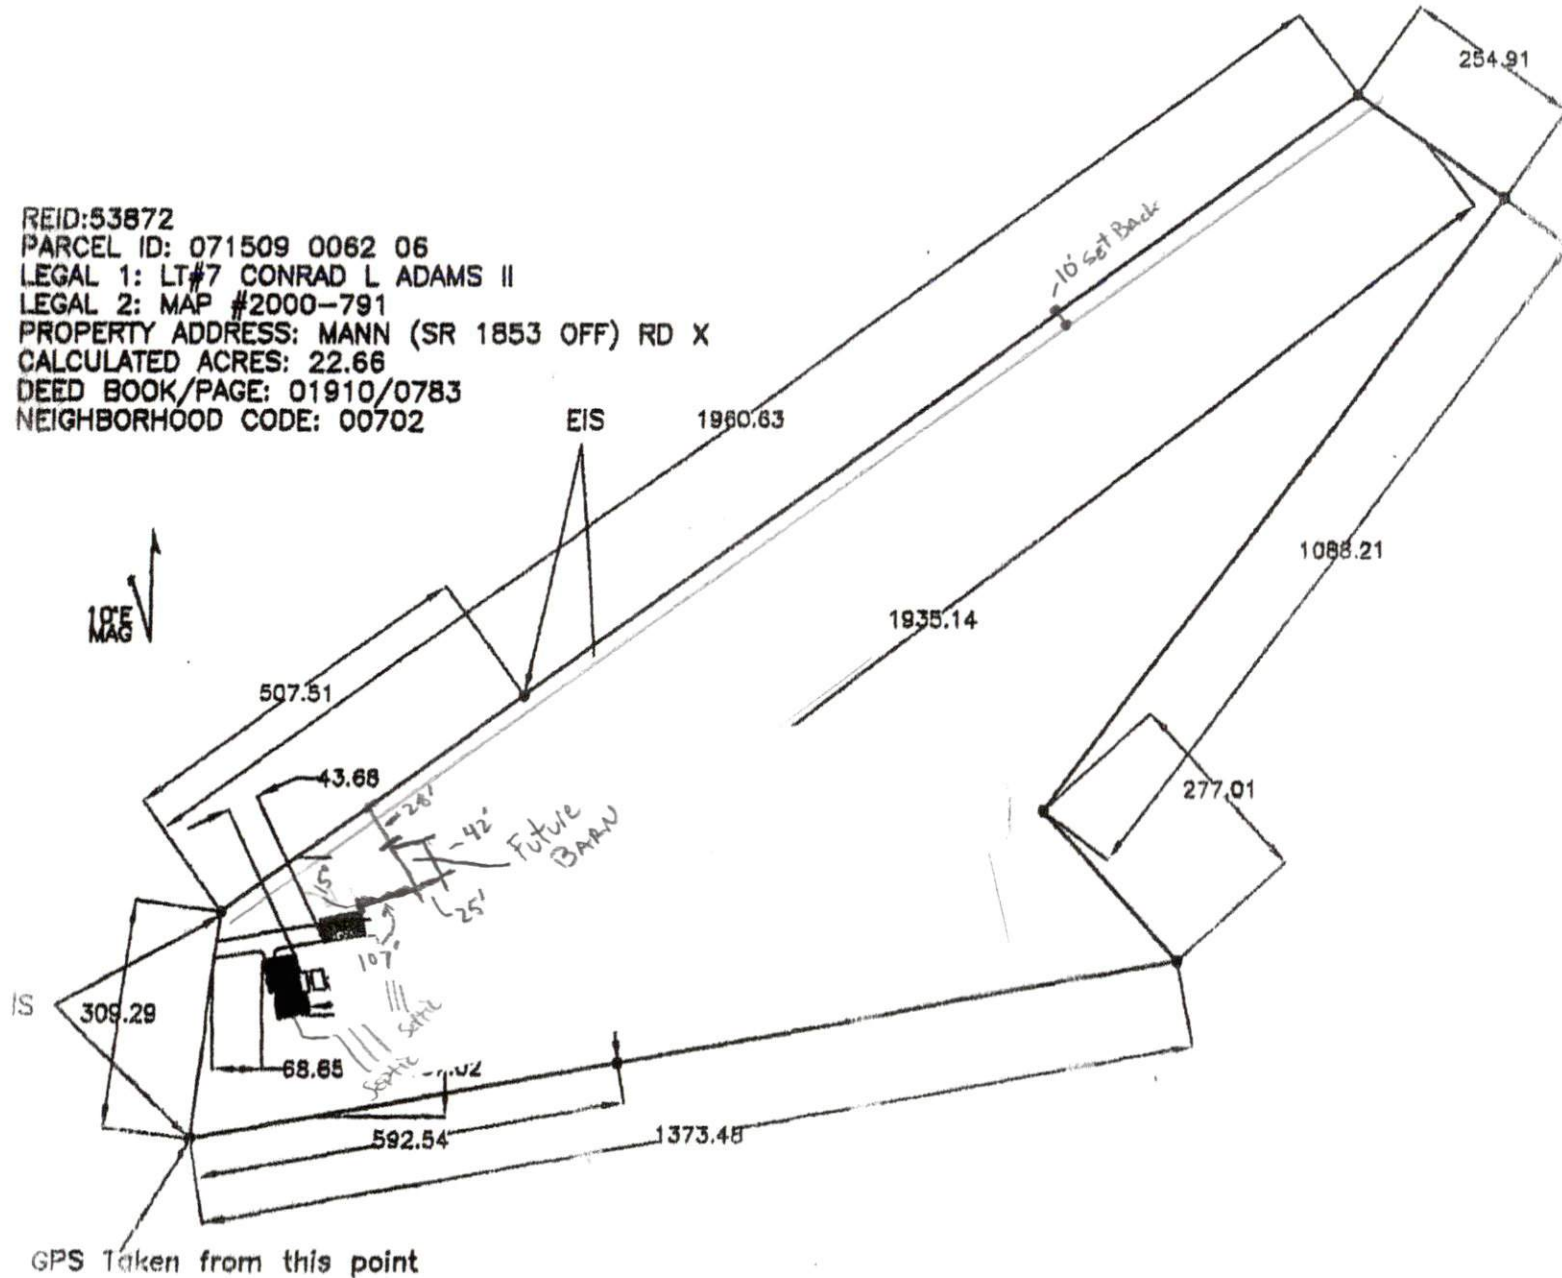 REID:53872
PARCEL ID: 071509 0062 06
LEGAL 1: LT#7 CONRAD L ADAMS II
LEGAL 2: MAP #2000-791
PROPERTY ADDRESS: MANN (SR 1853 OFF) RD X
CALCULATED ACRES: 22.66
DEED BOOK/PAGE: 01910/0783
NEIGHBORHOOD CODE: 00702
254.91
10' Set Back
EIS
1960.63
1088.21
10°E
MAG
1935.14
507.51
43.68
277.01
28'
42'
Future
BARN
15'
25'
107'
IS
309.29
Septic
Septic
68.65
592.54
1373.48
GPS Taken from this point